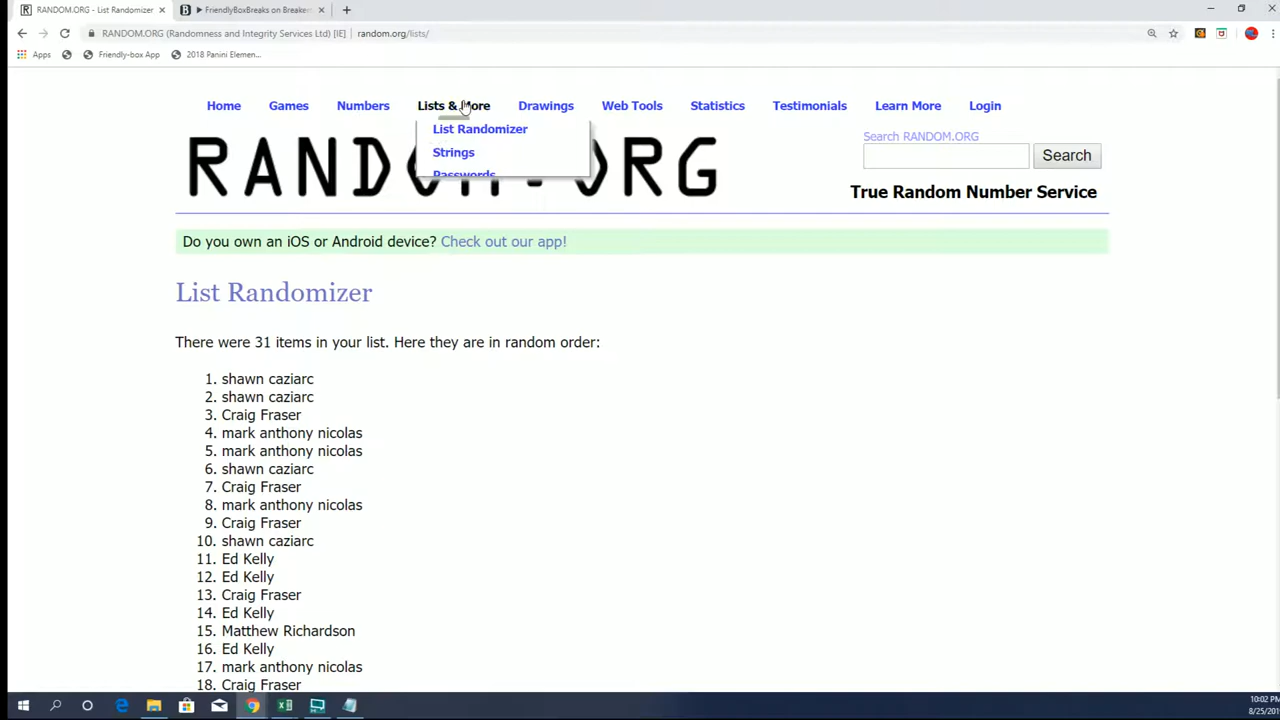 RANDOM.ORG - List Randomizer
FriendlyBoxBreaks on Breaker
RANDOM.ORG (Randomness and Integrity Services Ltd) [IE] | random.org/lists/
Apps Friendly-box App 2018 Panini Elemen...
Home Games Numbers Lists & More Drawings Web Tools Statistics Testimonials Learn More Login
List Randomizer
Strings
Passwords
RANDOM.ORG
Search RANDOM.ORG
Search
True Random Number Service
Do you own an iOS or Android device? Check out our app!
List Randomizer
There were 31 items in your list. Here they are in random order:
1. shawn caziarc
2. shawn caziarc
3. Craig Fraser
4. mark anthony nicolas
5. mark anthony nicolas
6. shawn caziarc
7. Craig Fraser
8. mark anthony nicolas
9. Craig Fraser
10. shawn caziarc
11. Ed Kelly
12. Ed Kelly
13. Craig Fraser
14. Ed Kelly
15. Matthew Richardson
16. Ed Kelly
17. mark anthony nicolas
18. Craig Fraser
10:02 PM